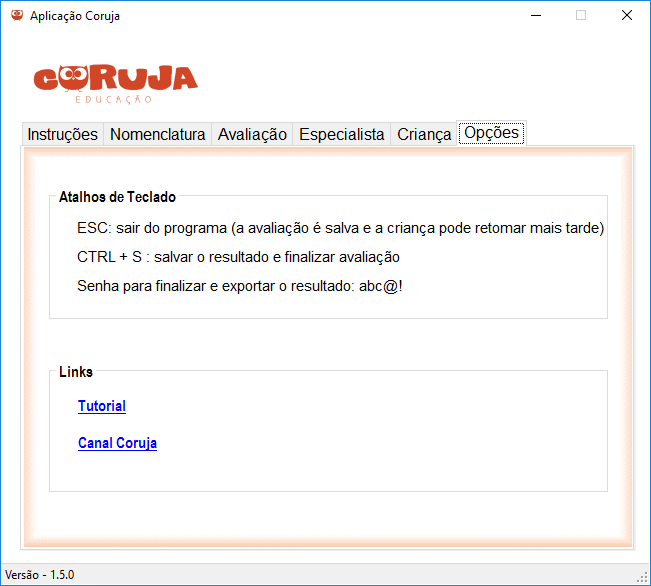 Aplicação Coruja
CORUJA
EDUCAÇÃO
Instruções Nomenclatura Avaliação Especialista Criança Opções
Atalhos de Teclado
ESC: sair do programa (a avaliação é salva e a criança pode retomar mais tarde)
CTRL + S : salvar o resultado e finalizar avaliação
Senha para finalizar e exportar o resultado: abc@!
Links
Tutorial
Canal Coruja
Versão - 1.5.0